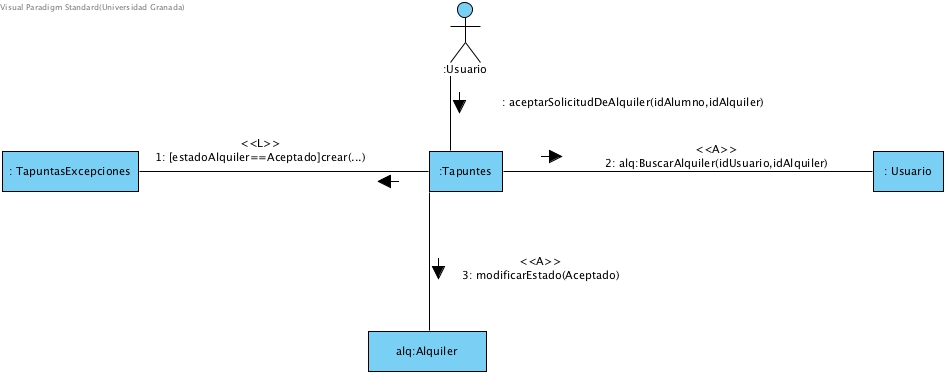 Visual Paradigm Standard(Universidad Granada)
:Usuario
: aceptarSolicitudDeAlquiler(idAlumno,idAlquiler)
<<L>>
1: [estadoAlquiler==Aceptado]crear(...)
<<A>>
2: alq:BuscarAlquiler(idUsuario,idAlquiler)
: TapuntasExcepciones
:Tapuntes
: Usuario
<<A>>
3: modificarEstado(Aceptado)
alq:Alquiler